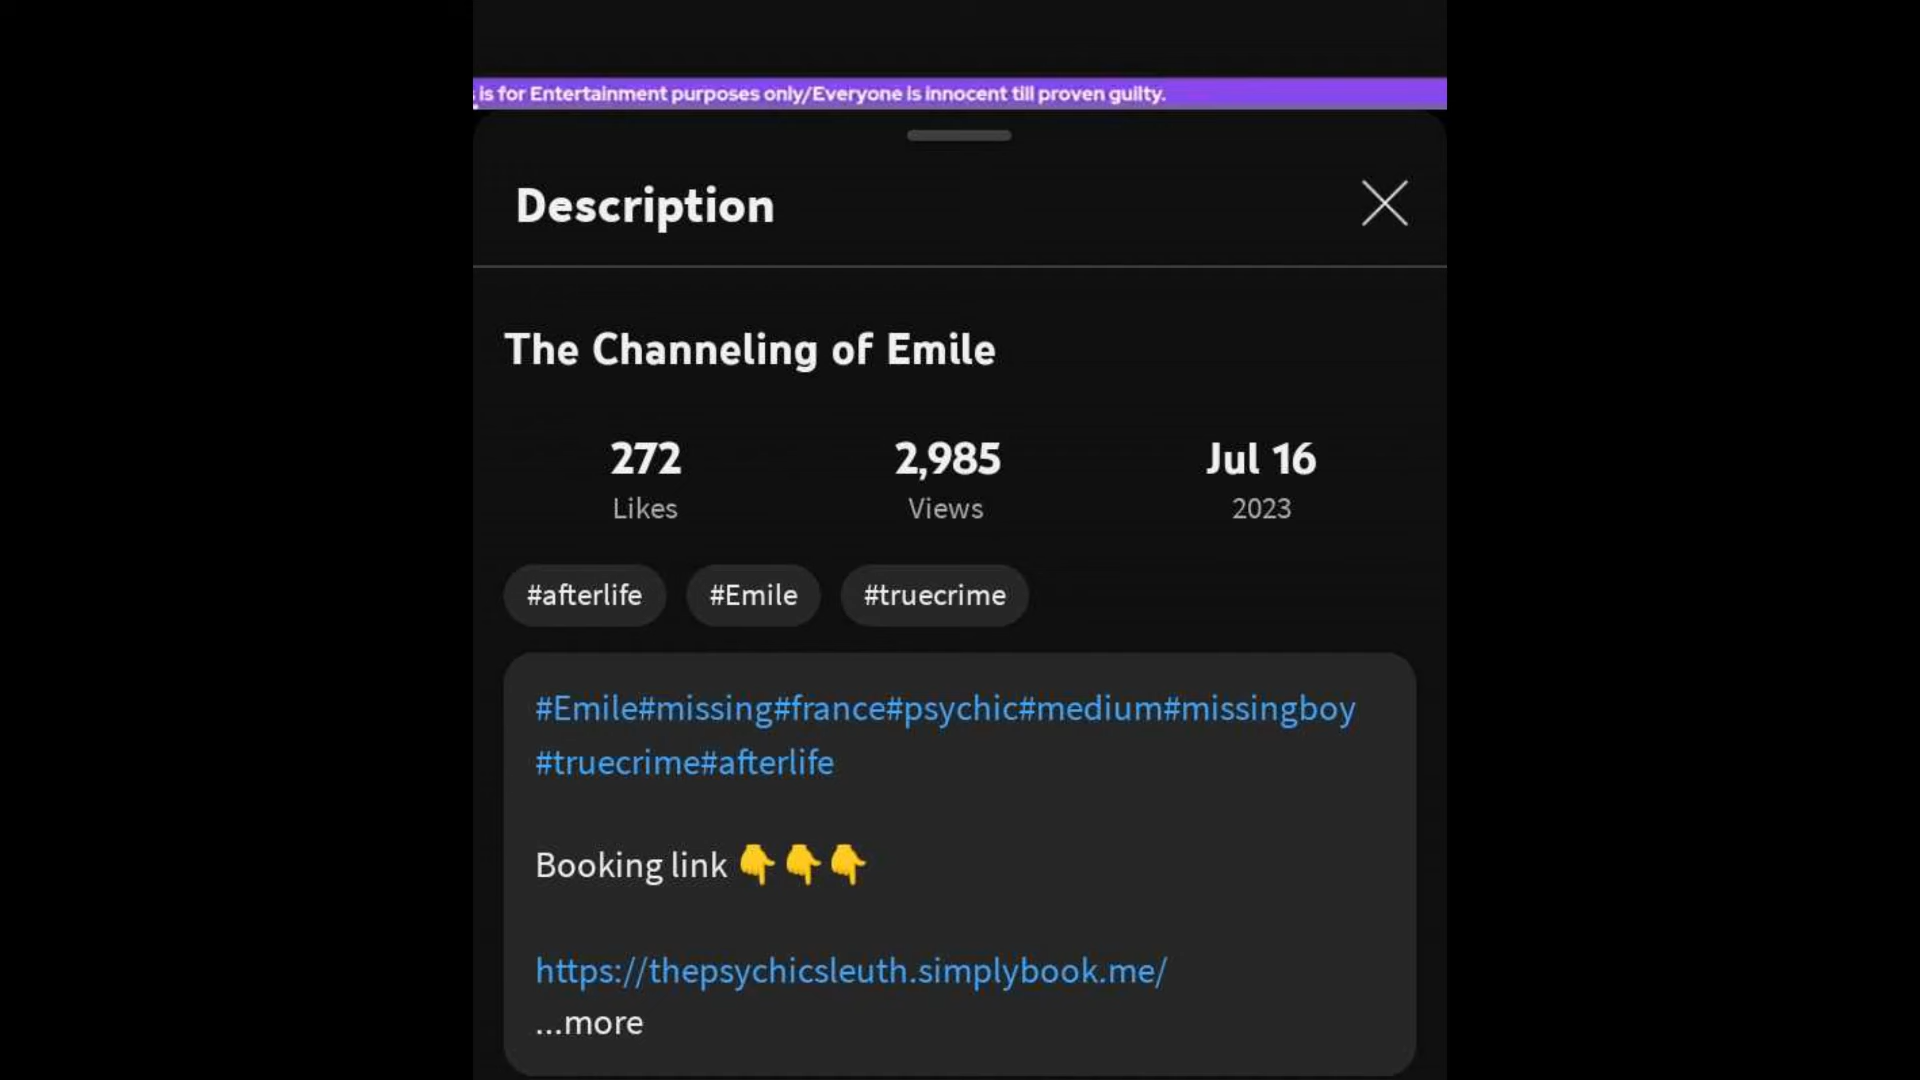 is for Entertainment purposes only/Everyone is innocent till proven guilty.
Description
The Channeling of Emile
272 2,985 Jul 16
Likes Views 2023
#afterlife #Emile #truecrime
#Emile#missing#france#psychic#medium#missingboy
#truecrime#afterlife
Booking link 👇👇👇
https://thepsychicsleuth.simplybook.me/
...more